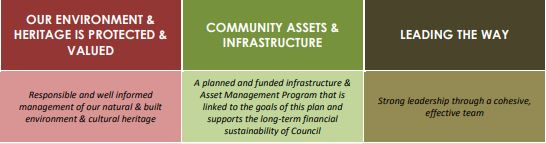 OUR ENVIRONMENT &
HERITAGE IS PROTECTED &
VALUED
Responsible and well informed
management of our natural & built
environment & cultural heritage
COMMUNITY ASSETS &
INFRASTRUCTURE
A planned and funded infrastructure &
Asset Management Program that is
linked to the goals of this plan and
supports the long-term financial
sustainability of Council
LEADING THE WAY
Strong leadership through a cohesive,
effective team